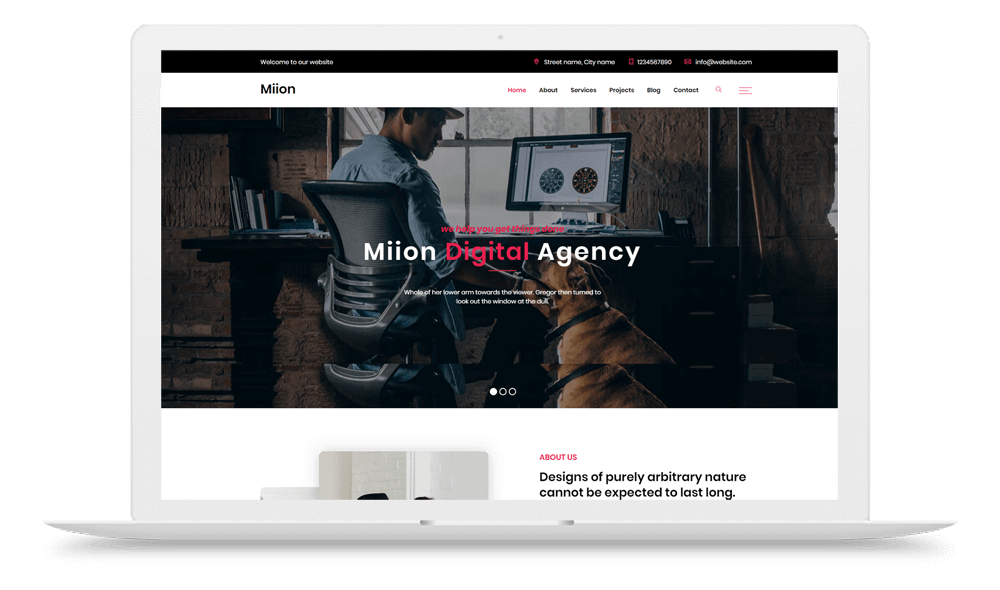 Welcome to our website
Street name, City name 1234567890 info@website.com
Miion
Home About Services Projects Blog Contact
we help you get things done
Miion Digital Agency
Whole of her lower arm towards the viewer. Gregor then turned to
look out the window at the dull.
ABOUT US
Designs of purely arbitrary nature
cannot be expected to last long.